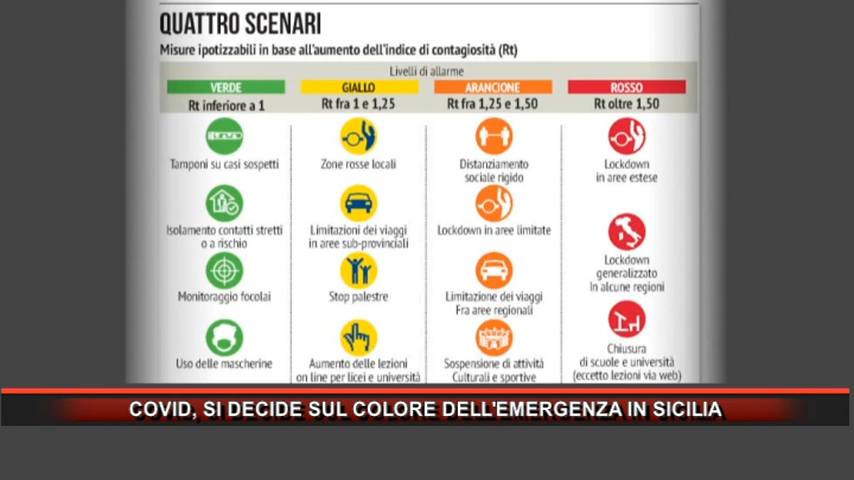 QUATTRO SCENARI
Misure ipotizzabili in base all'aumento dell'indice di contagiosità (Rt)
Livelli di allarme
VERDE
Rt inferiore a 1
Tamponi su casi sospetti
Isolamento contatti stretti
o a rischio
Monitoraggio focolai
Uso delle mascherine
GIALLO
Rt fra 1 e 1,25
Zone rosse locali
Limitazioni dei viaggi
in aree sub-provinciali
Stop palestre
Aumento delle lezioni
on line per licei e università
ARANCIONE
Rt fra 1,25 e 1,50
Distanziamento
sociale rigido
Lockdown in aree limitate
Limitazione dei viaggi
Fra aree regionali
Sospensione di attività
Culturali e sportive
ROSSO
Rt oltre 1,50
Lockdown
in aree estese
Lockdown
generalizzato
In alcune regioni
Chiusura
di scuole e università
(eccetto lezioni via web)
COVID, SI DECIDE SUL COLORE DELL'EMERGENZA IN SICILIA